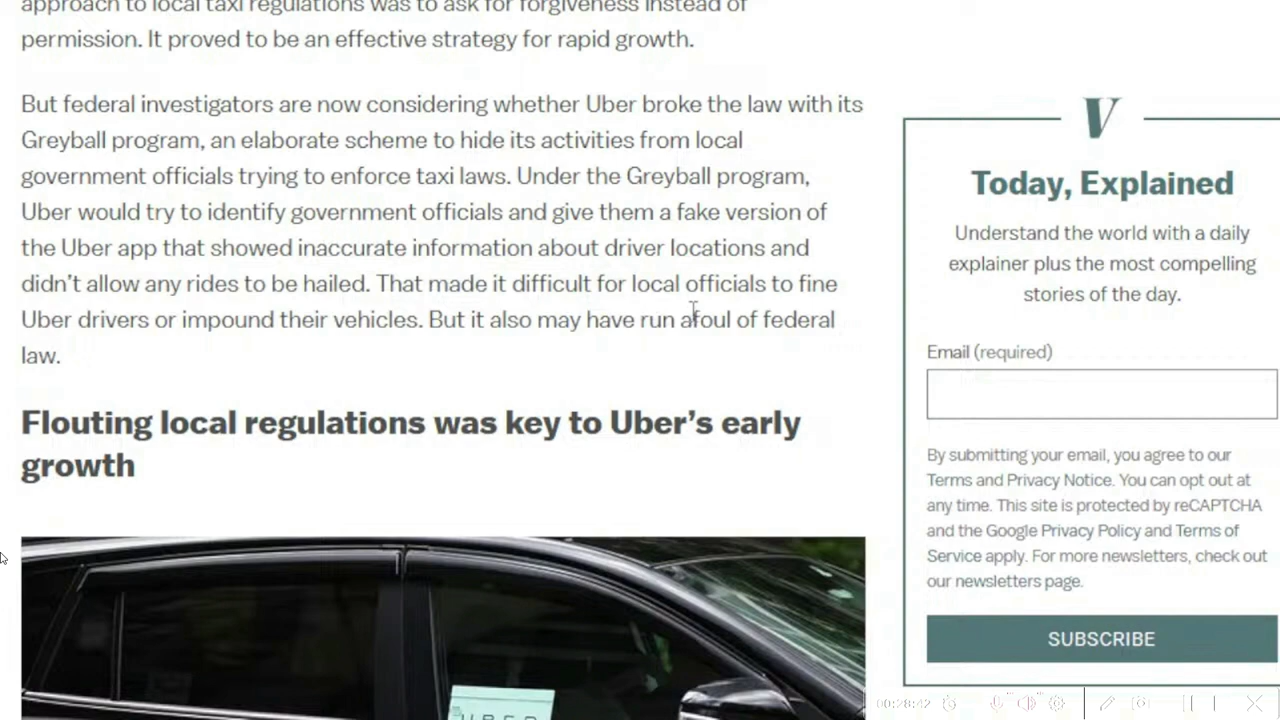 approach to local taxi regulations was to ask for forgiveness instead of
permission. It proved to be an effective strategy for rapid growth.
But federal investigators are now considering whether Uber broke the law with its
Greyball program, an elaborate scheme to hide its activities from local
government officials trying to enforce taxi laws. Under the Greyball program,
Uber would try to identify government officials and give them a fake version of
the Uber app that showed inaccurate information about driver locations and
didn’t allow any rides to be hailed. That made it difficult for local officials to fine
Uber drivers or impound their vehicles. But it also may have run afoul of federal
law.
Flouting local regulations was key to Uber’s early
growth
UBER
V
Today, Explained
Understand the world with a daily
explainer plus the most compelling
stories of the day.
Email (required)
By submitting your email, you agree to our
Terms and Privacy Notice. You can opt out at
any time. This site is protected by reCAPTCHA
and the Google Privacy Policy and Terms of
Service apply. For more newsletters, check out
our newsletters page.
SUBSCRIBE
00:28:42